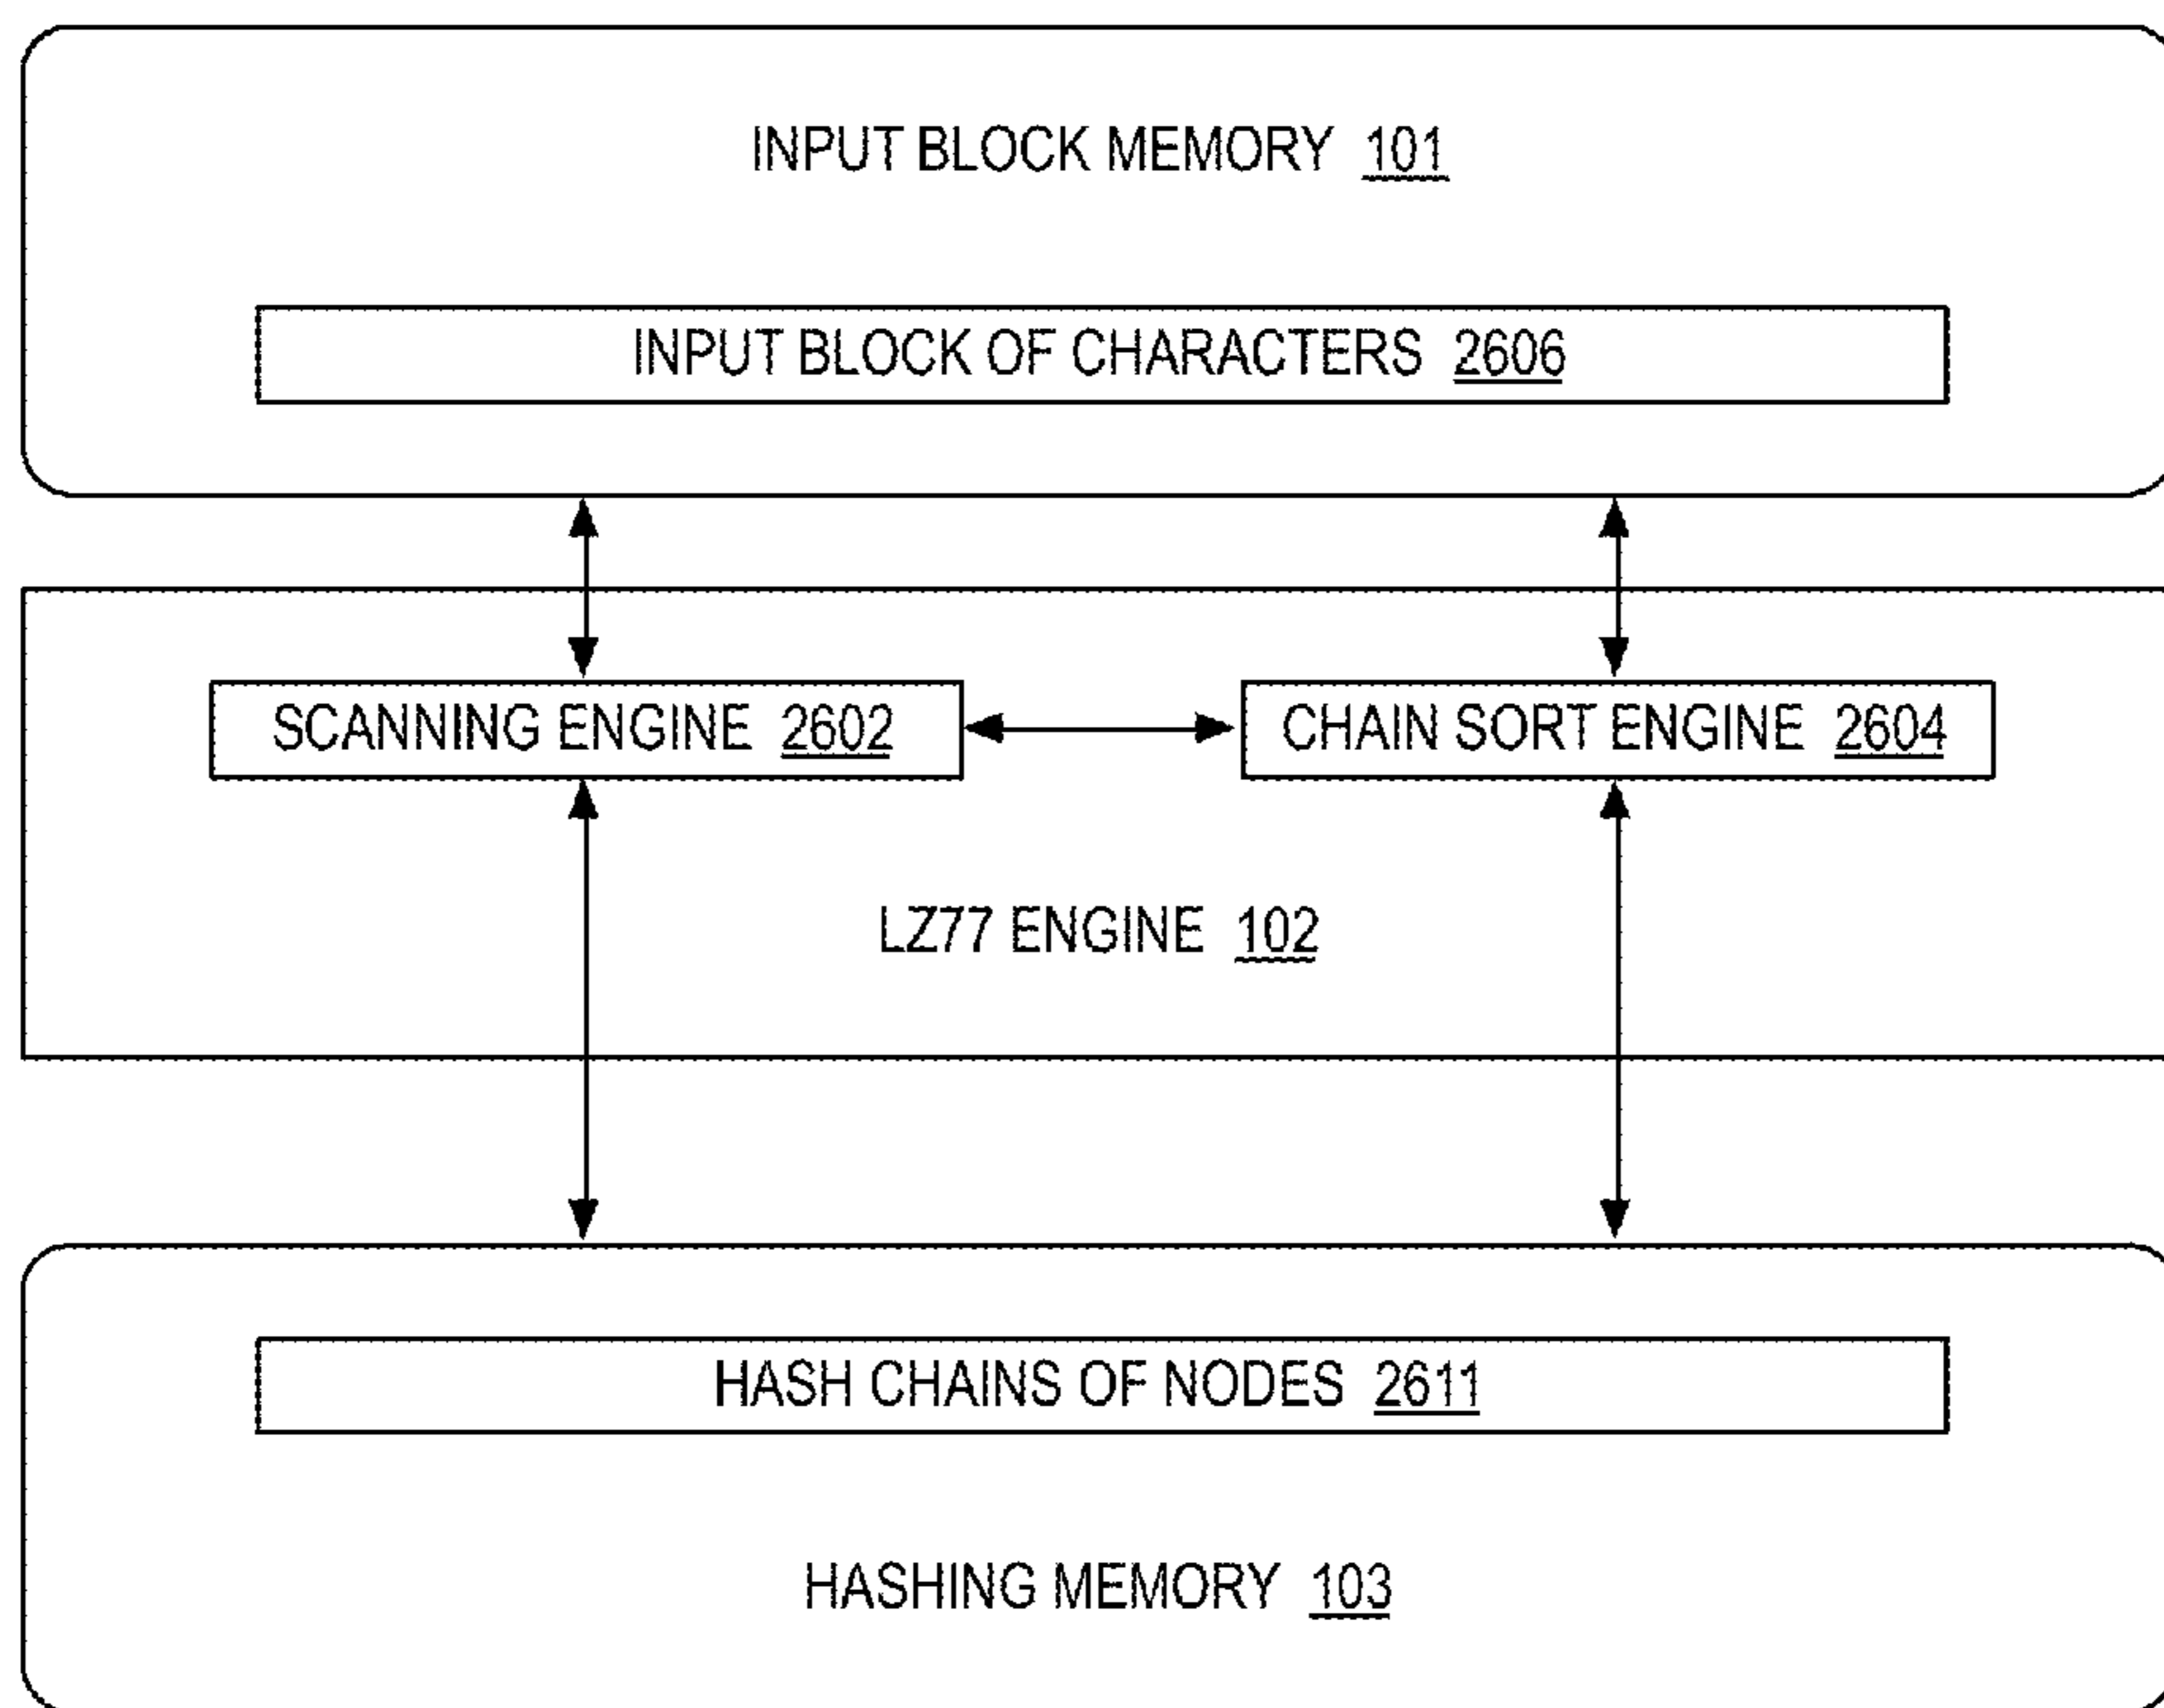 INPUT BLOCK MEMORY 101
INPUT BLOCK OF CHARACTERS 2606
SCANNING ENGINE 2602
CHAIN SORT ENGINE 2604
LZ77 ENGINE 102
HASH CHAINS OF NODES 2611
HASHING MEMORY 103